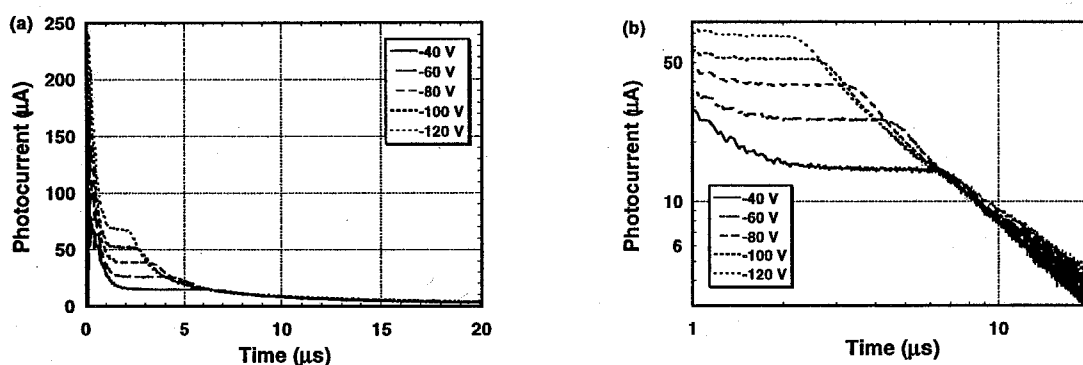 (a)
250
200
150
100
50
0
Photocurrent (µA)
0 5 10 15 20
Time (µs)
-40 V
-60 V
-80 V
-100 V
-120 V
(b)
50
10
6
Photocurrent (µA)
1 10
Time (µs)
-40 V
-60 V
-80 V
-100 V
-120 V